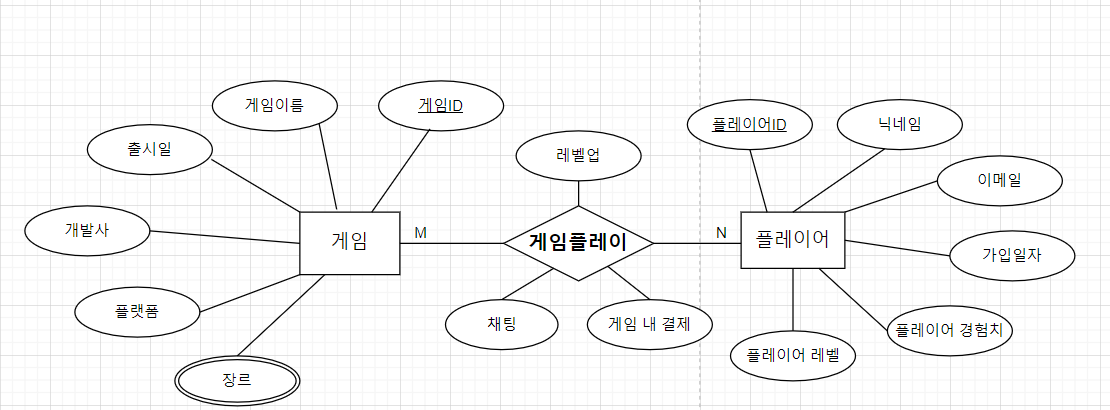 게임이름
게임ID
출시일
개발사
플랫폼
장르
게임
M
레벨업
게임플레이
채팅
게임 내 결제
N
플레이어
플레이어ID
닉네임
이메일
가입일자
플레이어 경험치
플레이어 레벨